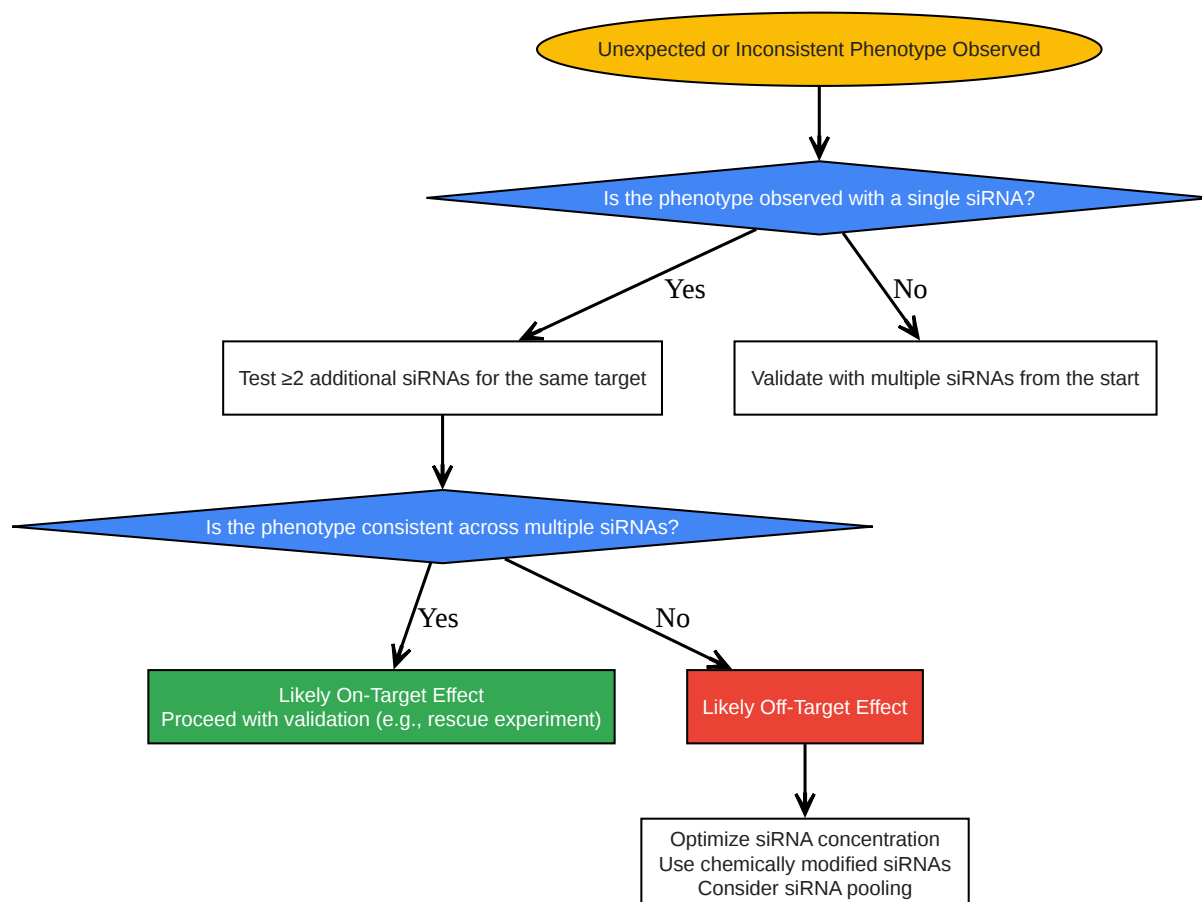 Unexpected or Inconsistent Phenotype Observed
Is the phenotype observed with a single siRNA?
Yes
No
Test ≥2 additional siRNAs for the same target
Validate with multiple siRNAs from the start
Is the phenotype consistent across multiple siRNAs?
Yes
No
Likely On-Target Effect
Proceed with validation (e.g., rescue experiment)
Likely Off-Target Effect
Optimize siRNA concentration
Use chemically modified siRNAs
Consider siRNA pooling